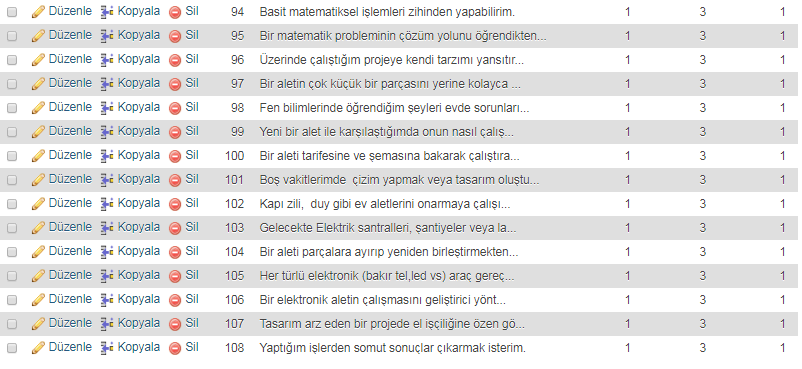 Düzenle Kopyala Sil 94 Basit matematiksel işlemleri zihinden yapabilirim. 1 3 1
Düzenle Kopyala Sil 95 Bir matematik probleminin çözüm yolunu öğrendikten... 1 3 1
Düzenle Kopyala Sil 96 Üzerinde çalıştığım projeye kendi tarzımı yansıtır... 1 3 1
Düzenle Kopyala Sil 97 Bir aletin çok küçük bir parçasını yerine kolayca ... 1 3 1
Düzenle Kopyala Sil 98 Fen bilimlerinde öğrendiğim şeyleri evde sorunları... 1 3 1
Düzenle Kopyala Sil 99 Yeni bir alet ile karşılaştığımda onun nasıl çalış... 1 3 1
Düzenle Kopyala Sil 100 Bir aleti tarifesine ve şemasına bakarak çalıştıra... 1 3 1
Düzenle Kopyala Sil 101 Boş vakitlerimde  çizim yapmak veya tasarım oluştu... 1 3 1
Düzenle Kopyala Sil 102 Kapı zili,  duy gibi ev aletlerini onarmaya çalışı... 1 3 1
Düzenle Kopyala Sil 103 Gelecekte Elektrik santralleri, şantiyeler veya la... 1 3 1
Düzenle Kopyala Sil 104 Bir aleti parçalara ayırıp yeniden birleştirmekten... 1 3 1
Düzenle Kopyala Sil 105 Her türlü elektronik (bakır tel,led vs) araç gereç... 1 3 1
Düzenle Kopyala Sil 106 Bir elektronik aletin çalışmasını geliştirici yönt... 1 3 1
Düzenle Kopyala Sil 107 Tasarım arz eden bir projede el işçiliğine özen gö... 1 3 1
Düzenle Kopyala Sil 108 Yaptığım işlerden somut sonuçlar çıkarmak isterim. 1 3 1